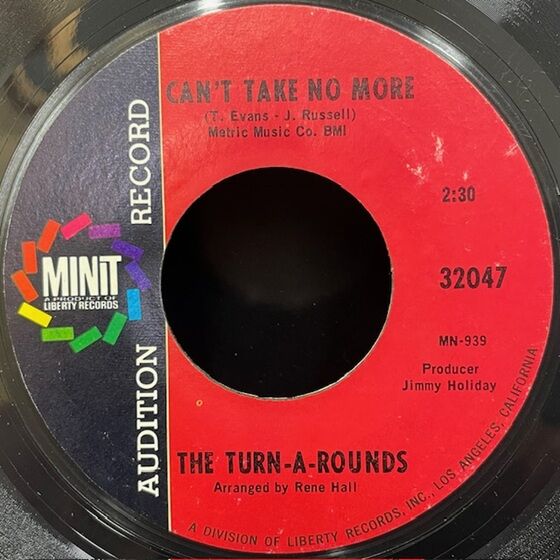 CAN'T TAKE NO MORE
(T. Evans - J. Russell)
Metric Music Co. BMI
AUDITION RECORD
2:30
MINIT
A PRODUCT OF
LIBERTY RECORDS
32047
MN-939
Producer
Jimmy Holiday
THE TURN-A-ROUNDS
Arranged by Rene Hall
A DIVISION OF LIBERTY RECORDS, INC., LOS ANGELES, CALIFORNIA